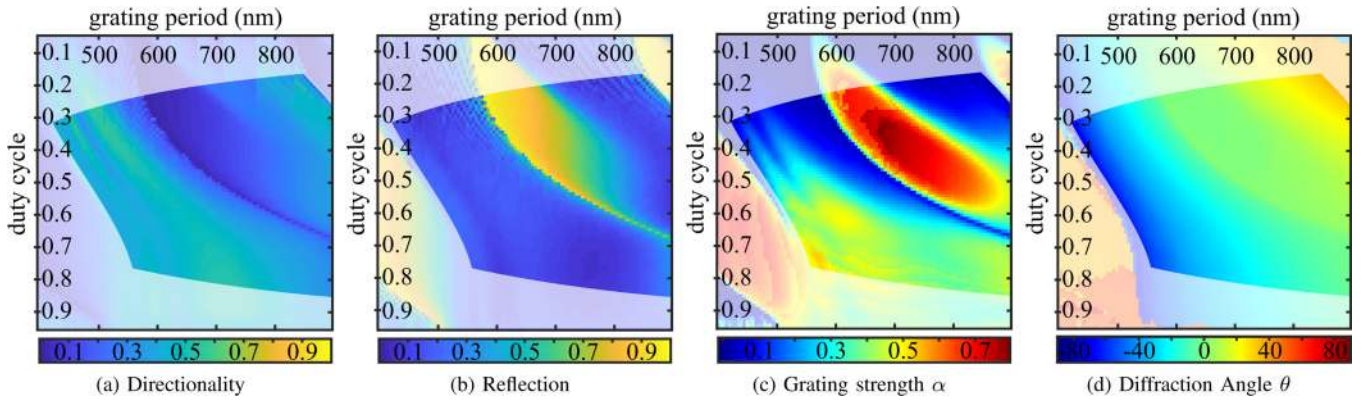 grating period (nm) grating period (nm) grating period (nm) grating period (nm)
500 600 700 800 500 600 700 800 500 600 700 800 500 600 700 800
duty cycle duty cycle duty cycle duty cycle
0.1 0.1 0.1 0.1
0.2 0.2 0.2 0.2
0.3 0.3 0.3 0.3
0.4 0.4 0.4 0.4
0.5 0.5 0.5 0.5
0.6 0.6 0.6 0.6
0.7 0.7 0.7 0.7
0.8 0.8 0.8 0.8
0.9 0.9 0.9 0.9
0.1 0.3 0.5 0.7 0.9 0.1 0.3 0.5 0.7 0.9 0.1 0.3 0.5 0.7 -80 -40 0 40 80
(a) Directionality (b) Reflection (c) Grating strength α (d) Diffraction Angle θ